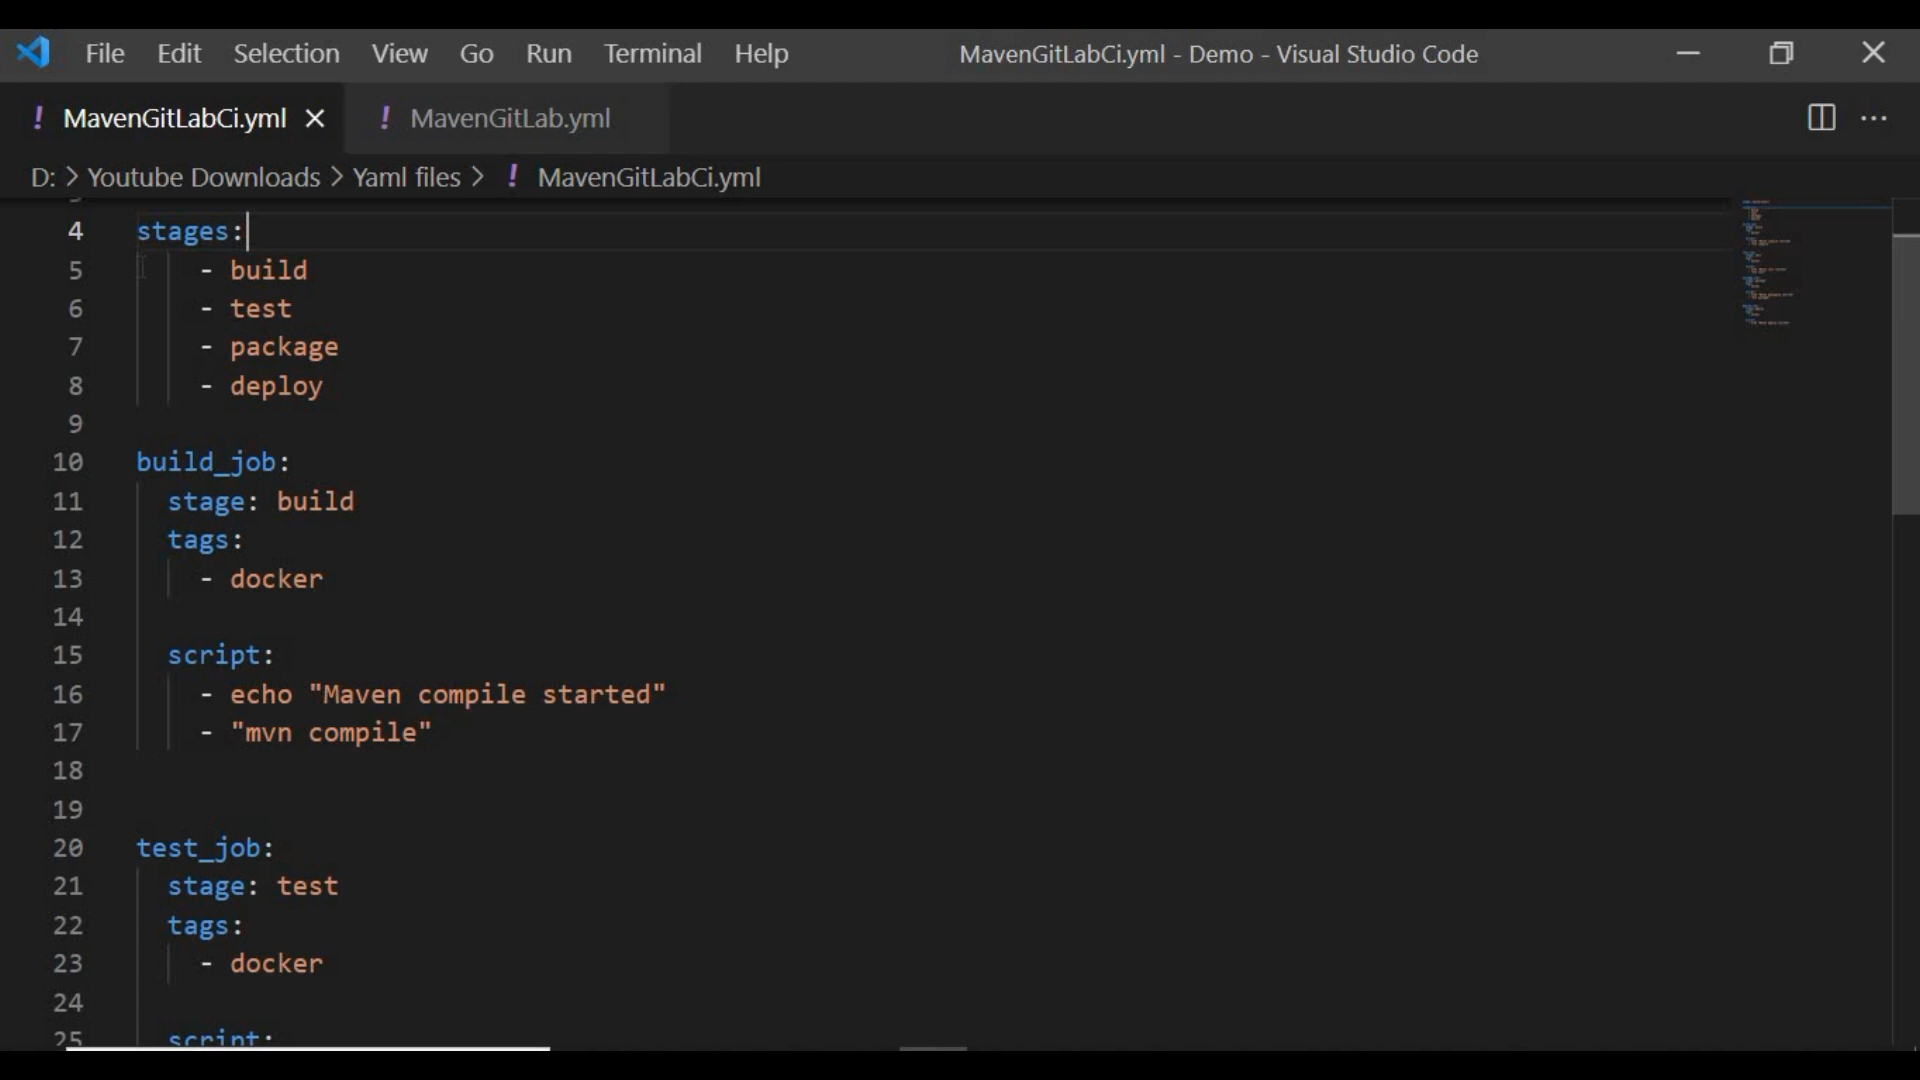 File Edit Selection View Go Run Terminal Help MavenGitLabCi.yml - Demo - Visual Studio Code
! MavenGitLabCi.yml ! MavenGitLab.yml
D: > Youtube Downloads > Yaml files > ! MavenGitLabCi.yml
4 stages:
5 - build
6 - test
7 - package
8 - deploy
9
10 build_job:
11 stage: build
12 tags:
13 - docker
14
15 script:
16 - echo "Maven compile started"
17 - "mvn compile"
18
19
20 test_job:
21 stage: test
22 tags:
23 - docker
24
25 script: